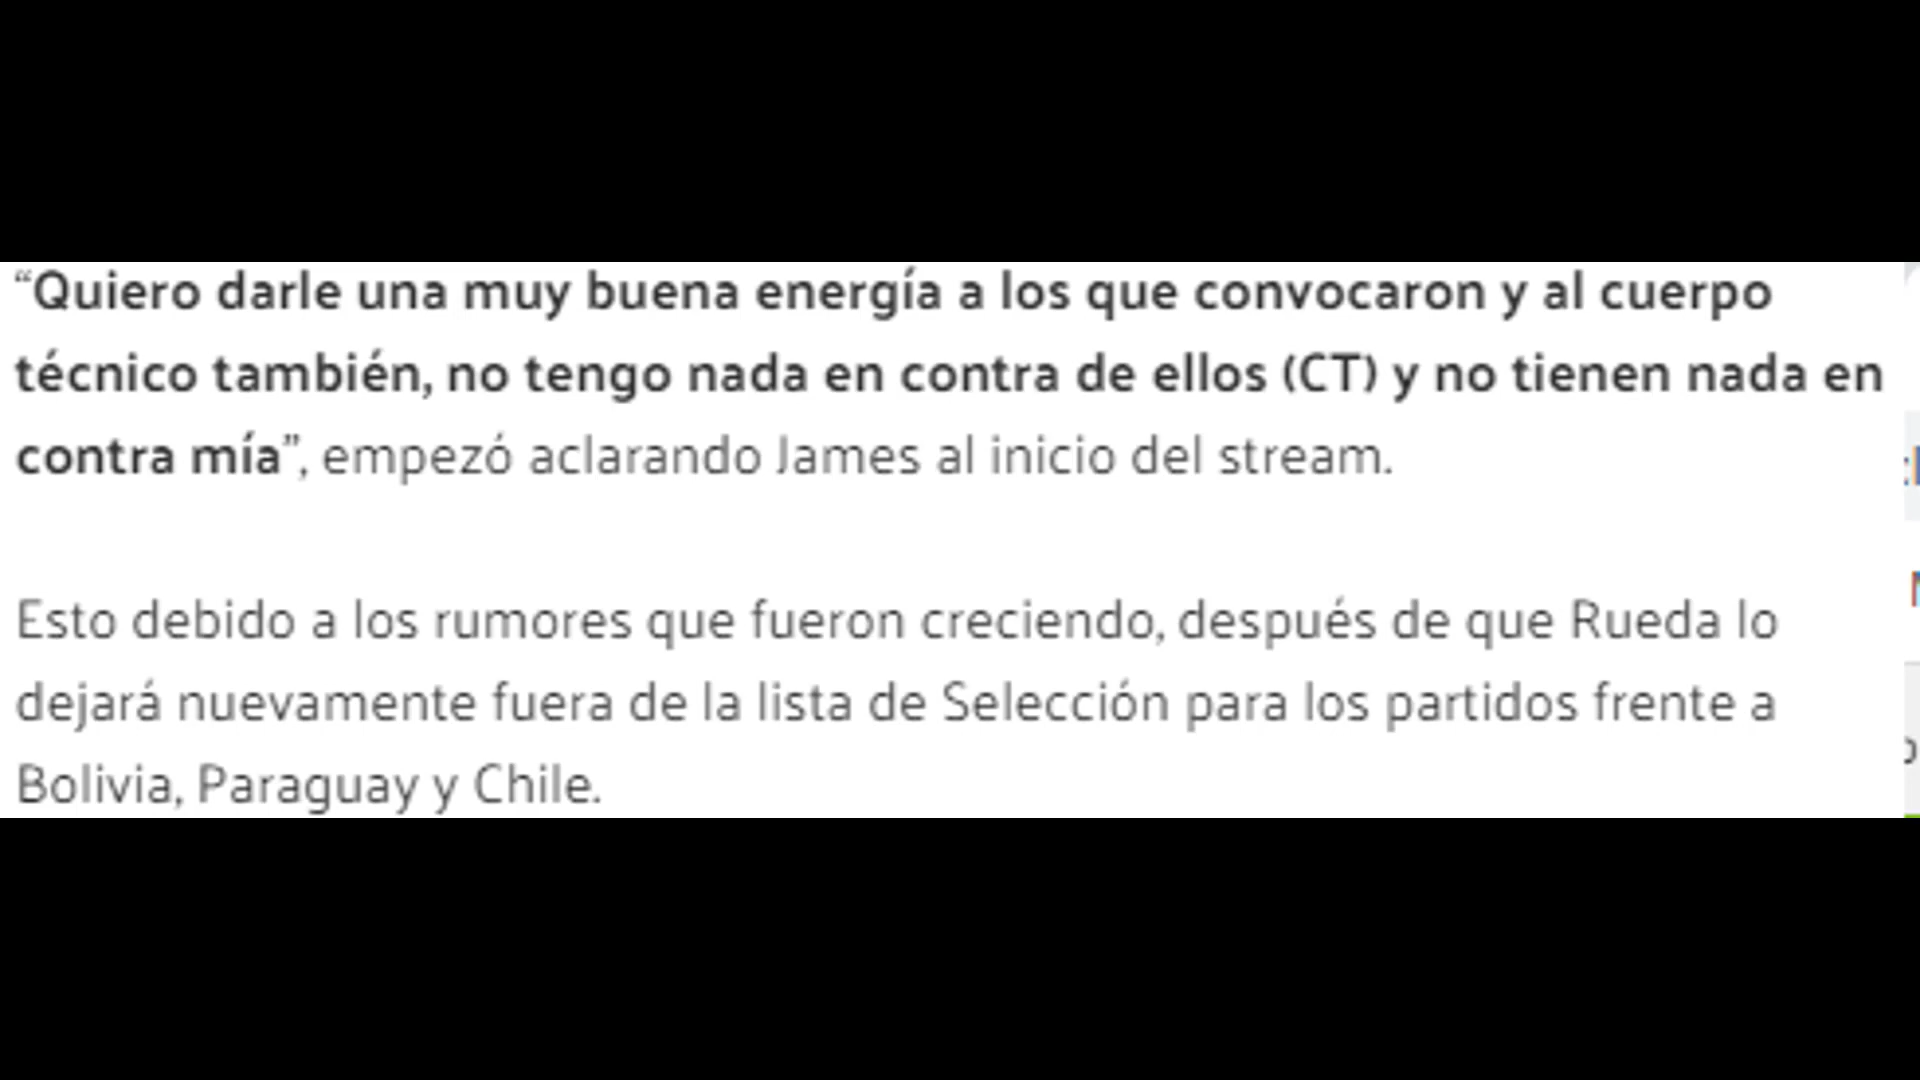 “Quiero darle una muy buena energía a los que convocaron y al cuerpo
técnico también, no tengo nada en contra de ellos (CT) y no tienen nada en
contra mía”, empezó aclarando James al inicio del stream.
Esto debido a los rumores que fueron creciendo, después de que Rueda lo
dejará nuevamente fuera de la lista de Selección para los partidos frente a
Bolivia, Paraguay y Chile.